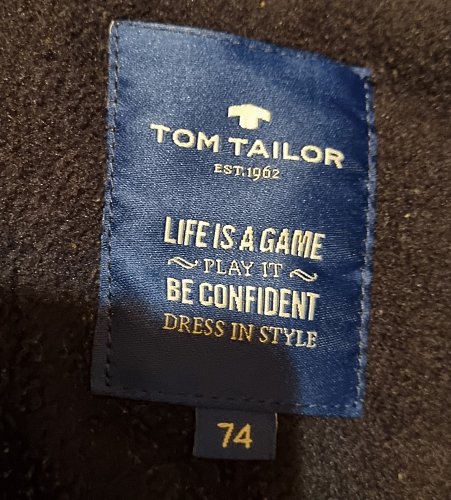 TOM TAILOR
EST.1962
LIFE IS A GAME
PLAY IT
BE CONFIDENT
DRESS IN STYLE
74